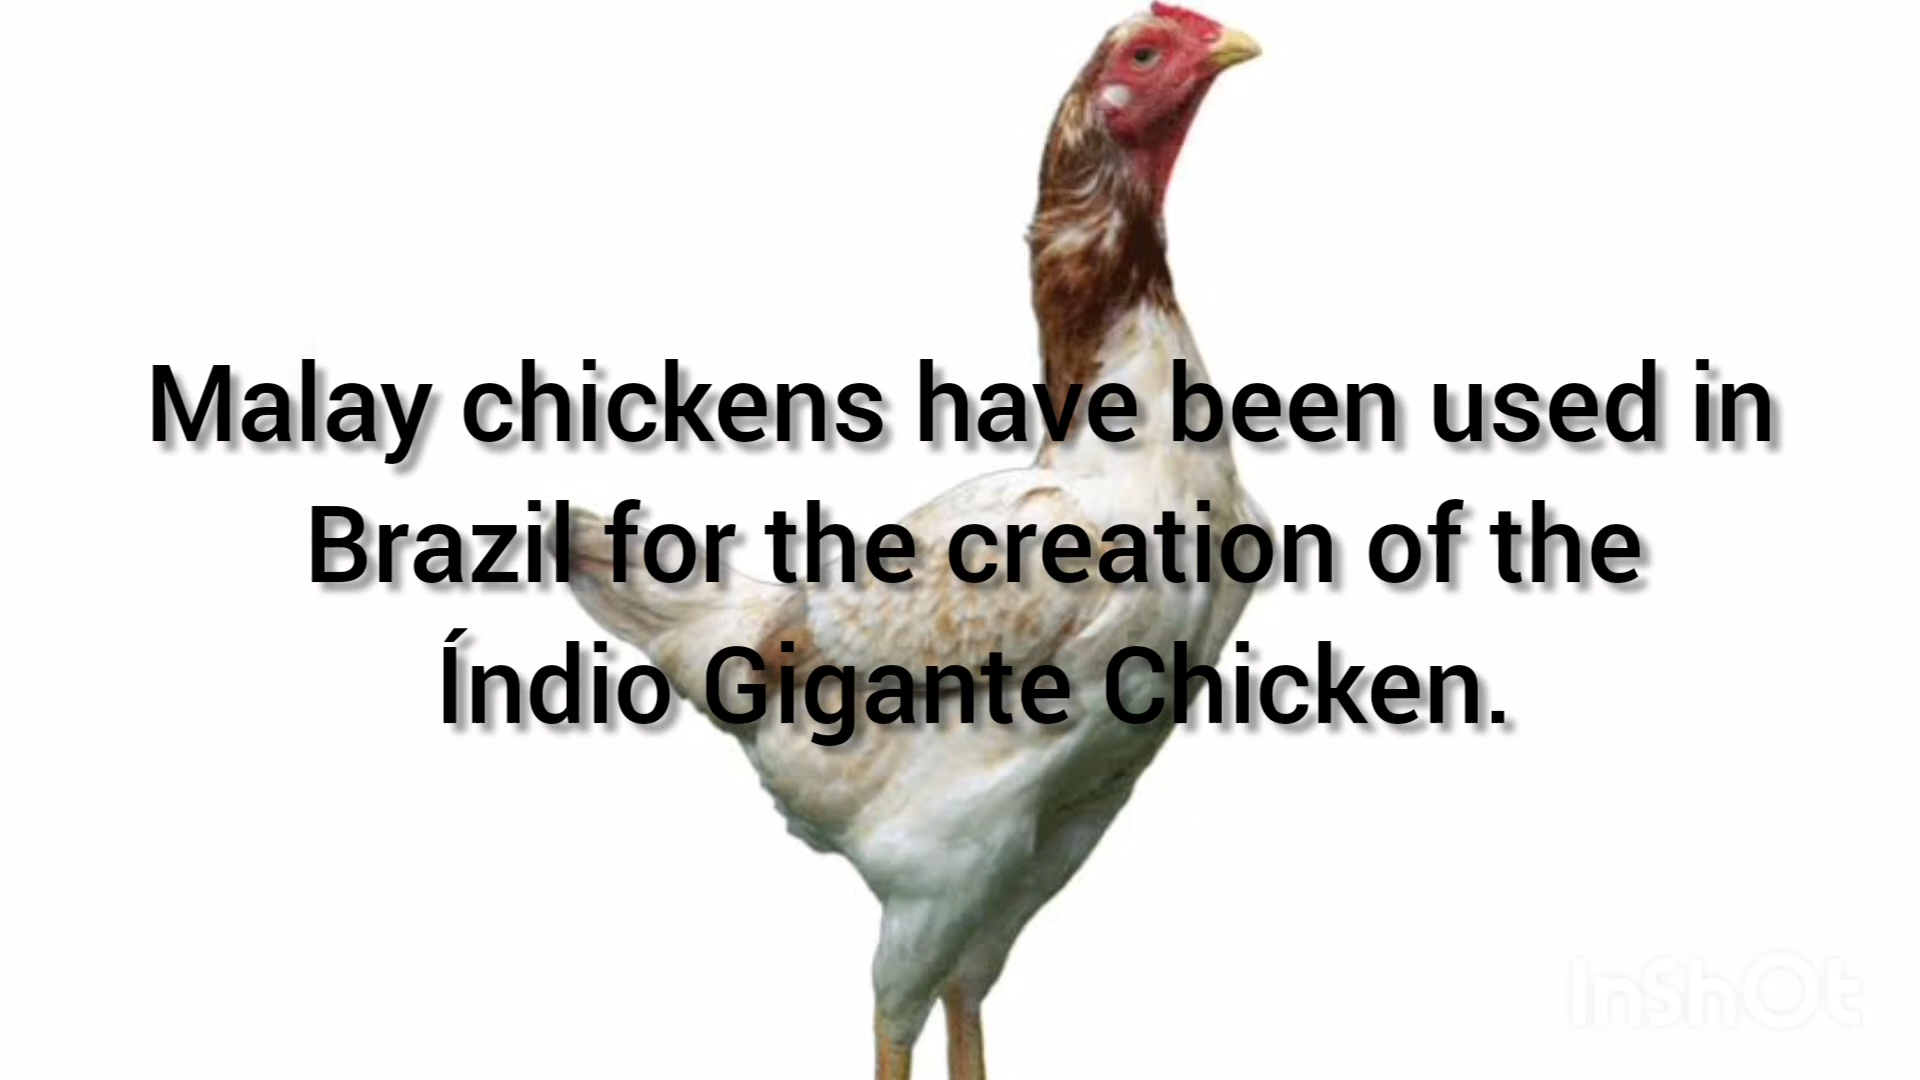 Malay chickens have been used in
Brazil for the creation of the
Índio Gigante Chicken.
InShOt